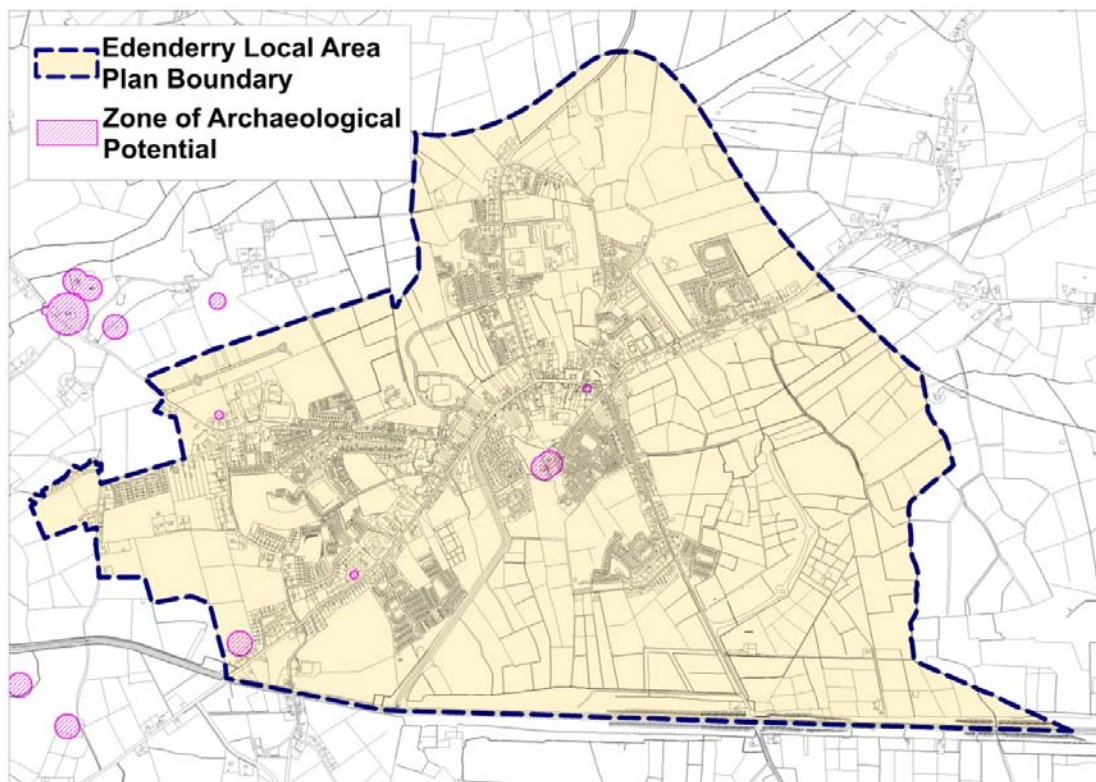 Edenderry Local Area
Plan Boundary
Zone of Archaeological
Potential